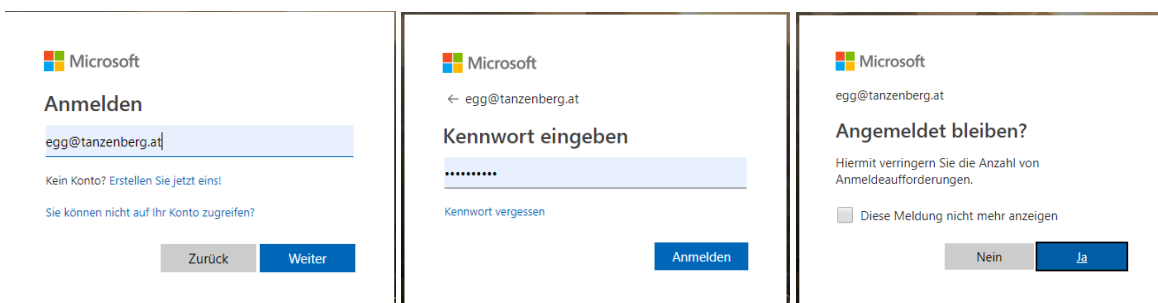 Microsoft
Anmelden
egg@tanzenberg.at
Kein Konto? Erstellen Sie jetzt eins!
Sie können nicht auf Ihr Konto zugreifen?
Zurück
Weiter
Microsoft
← egg@tanzenberg.at
Kennwort eingeben
••••••••••
Kennwort vergessen
Anmelden
Microsoft
egg@tanzenberg.at
Angemeldet bleiben?
Hiermit verringern Sie die Anzahl von
Anmeldeaufforderungen.
Diese Meldung nicht mehr anzeigen
Nein
Ja